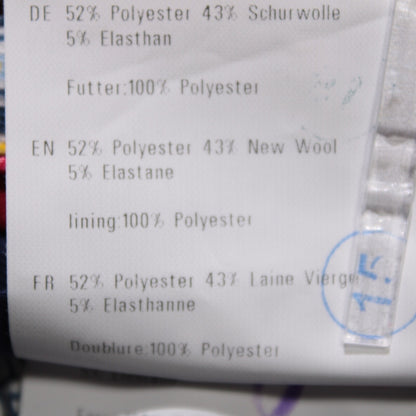 DE 52% Polyester 43% Schurwolle
5% Elasthan
Futter:100% Polyester
EN 52% Polyester 43% New Wool
5% Elastane
lining:100% Polyester
FR 52% Polyester 43% Laine Vierge
5% Elasthanne
Doublure:100% Polyester
15